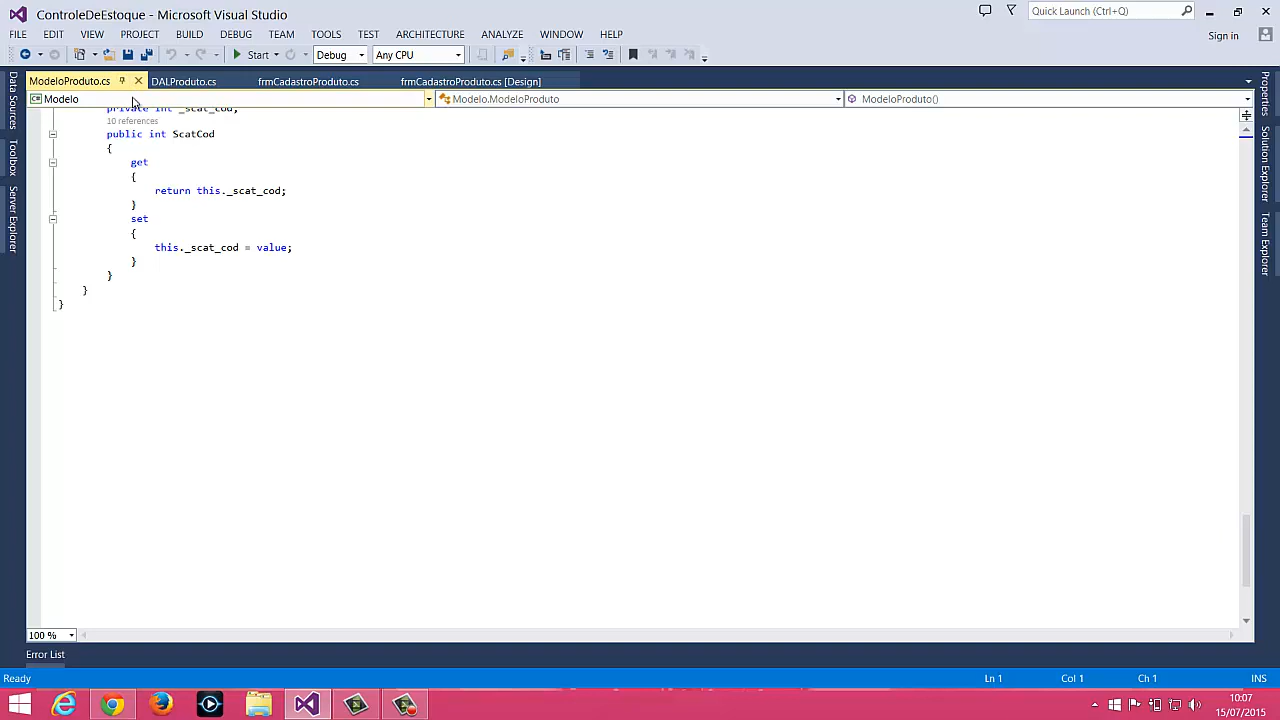 ControleDeEstoque - Microsoft Visual Studio
Quick Launch (Ctrl+Q)
FILE EDIT VIEW PROJECT BUILD DEBUG TEAM TOOLS TEST ARCHITECTURE ANALYZE WINDOW HELP
Sign in
Start Debug Any CPU
ModeloProduto.cs DALProduto.cs frmCadastroProduto.cs frmCadastroProduto.cs [Design]
Modelo Modelo.ModeloProduto ModeloProduto()
private int _scat_cod;
10 references
public int ScatCod
{
get
{
return this._scat_cod;
}
set
{
this._scat_cod = value;
}
}
}
}
Data Sources
Toolbox
Server Explorer
Properties
Solution Explorer
Team Explorer
100 %
Error List
Ready Ln 1 Col 1 Ch 1 INS
10:07
15/07/2015